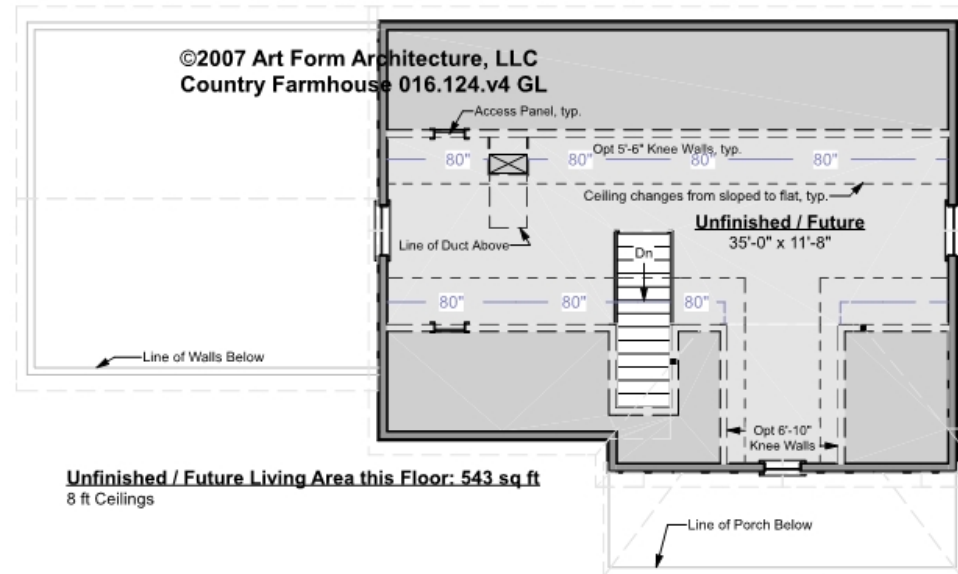 ©2007 Art Form Architecture, LLC
Country Farmhouse 016.124.v4 GL
Access Panel, typ.
Opt 5'-6" Knee Walls, typ.
80" 80" 80" 80"
Ceiling changes from sloped to flat, typ.
Unfinished / Future
35'-0" x 11'-8"
Line of Duct Above
Dn
80" 80" 80"
Line of Walls Below
Opt 6'-10"
Knee Walls
Unfinished / Future Living Area this Floor: 543 sq ft
8 ft Ceilings
Line of Porch Below